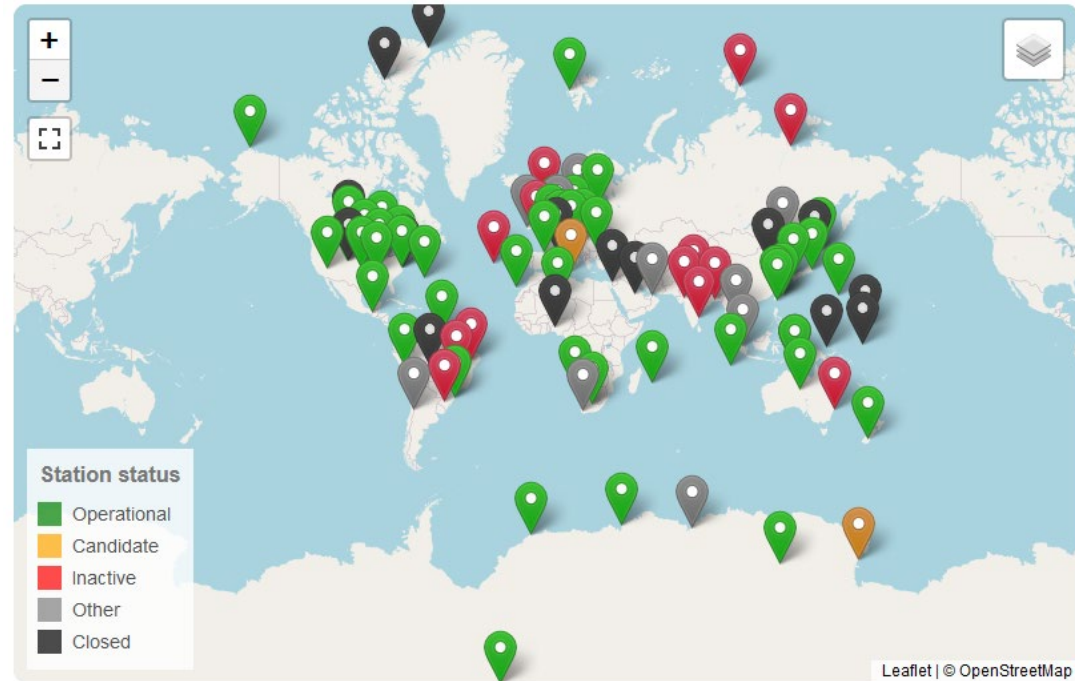 +
−
Station status
Operational
Candidate
Inactive
Other
Closed
Leaflet | © OpenStreetMap